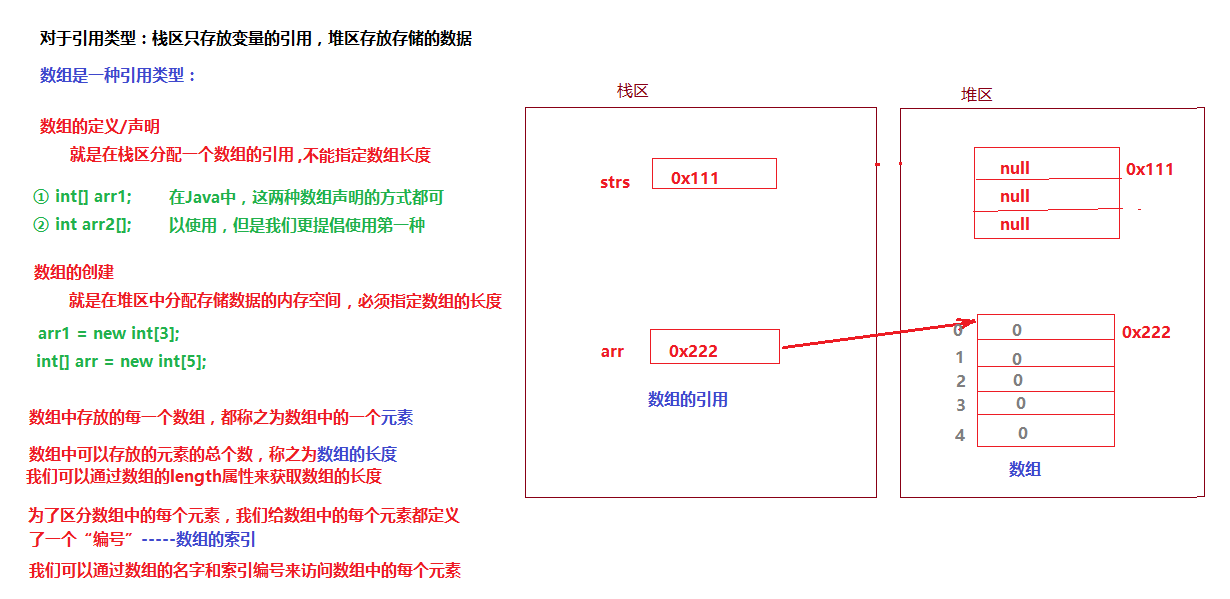 对于引用类型：栈区只存放变量的引用，堆区存放存储的数据
数组是一种引用类型：
数组的定义/声明
就是在栈区分配一个数组的引用,不能指定数组长度
① int[] arr1; 在Java中，这两种数组声明的方式都可
② int arr2[]; 以使用，但是我们更提倡使用第一种
数组的创建
就是在堆区中分配存储数据的内存空间，必须指定数组的长度
arr1 = new int[3];
int[] arr = new int[5];
数组中存放的每一个数组，都称之为数组中的一个元素
数组中可以存放的元素的总个数，称之为数组的长度
我们可以通过数组的length属性来获取数组的长度
为了区分数组中的每个元素，我们给数组中的每个元素都定义
了一个“编号”-----数组的索引
我们可以通过数组的名字和索引编号来访问数组中的每个元素
栈区
strs 0x111
arr 0x222
数组的引用
堆区
null 0x111
null
null
0 0 0x222
1 0
2 0
3 0
4 0
数组